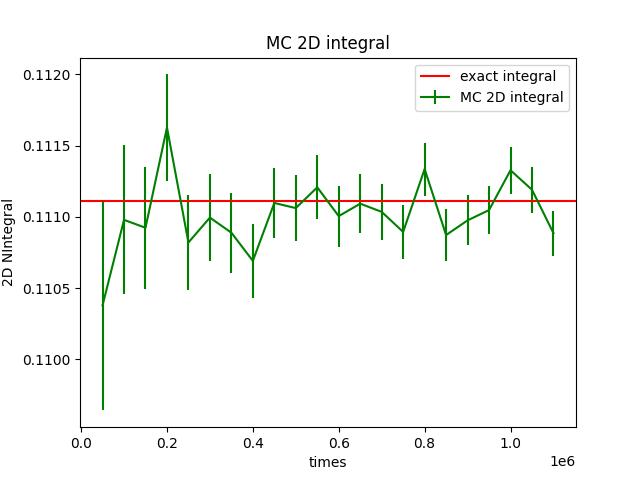 MC 2D integral
exact integral
MC 2D integral
0.1120
0.1115
0.1110
0.1105
0.1100
2D NIntegral
0.0
0.2
0.4
0.6
0.8
1.0
1e6
times